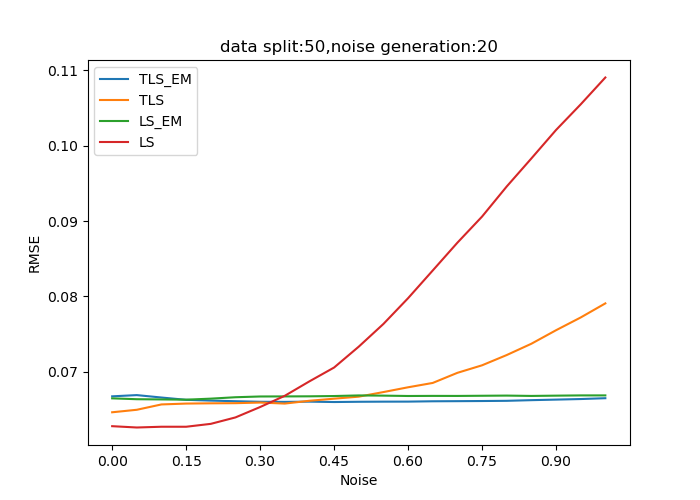 data split:50,noise generation:20
TLS_EM
TLS
LS_EM
LS
RMSE
0.11
0.10
0.09
0.08
0.07
0.00 0.15 0.30 0.45 0.60 0.75 0.90
Noise